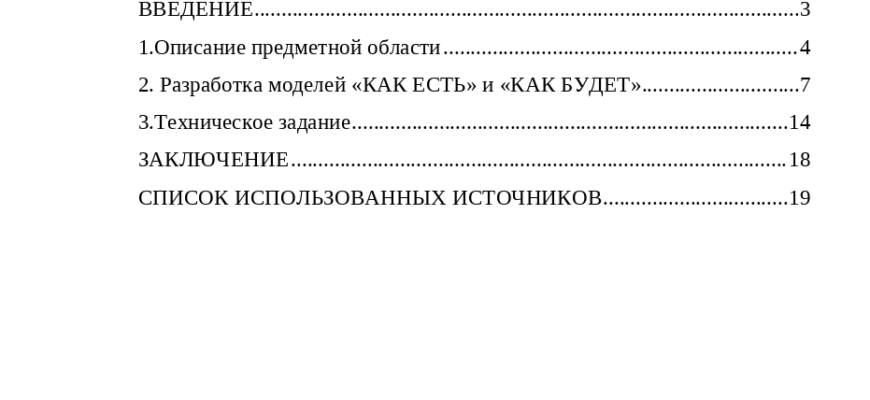 ВВЕДЕНИЕ....................................................................................................3
1.Описание предметной области.................................................................4
2. Разработка моделей «КАК ЕСТЬ» и «КАК БУДЕТ».............................7
3.Техническое задание................................................................................14
ЗАКЛЮЧЕНИЕ...........................................................................................18
СПИСОК ИСПОЛЬЗОВАННЫХ ИСТОЧНИКОВ..................................19